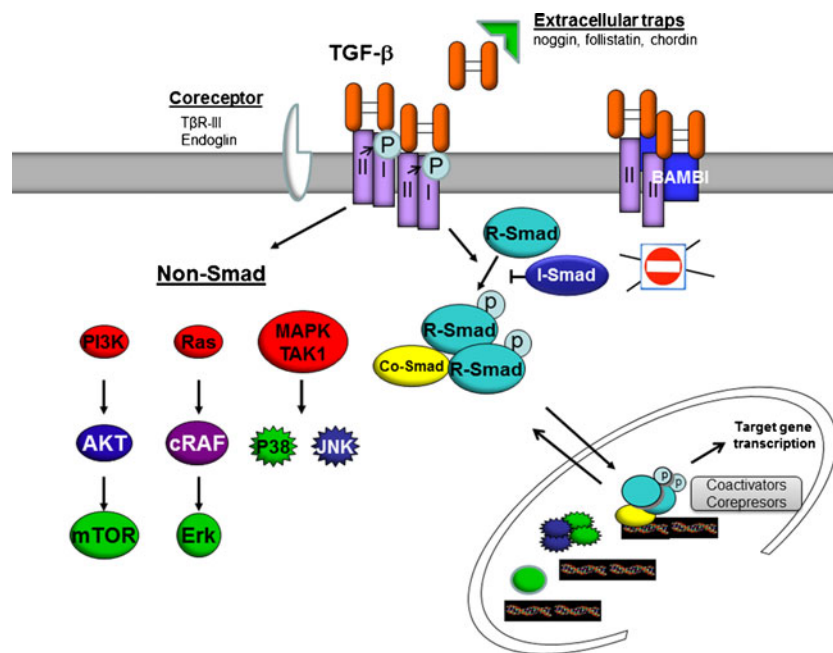 Extracellular traps
noggin, follistatin, chordin
TGF-β
Coreceptor
TβR-III
Endoglin
P
P
II
I
II
I
II
II
BAMBI
R-Smad
I-Smad
Non-Smad
p
R-Smad
p
Co-Smad
R-Smad
PI3K
Ras
MAPK
TAK1
AKT
cRAF
P38
JNK
mTOR
Erk
Target gene
transcription
p
p
Coactivators
Corepresors